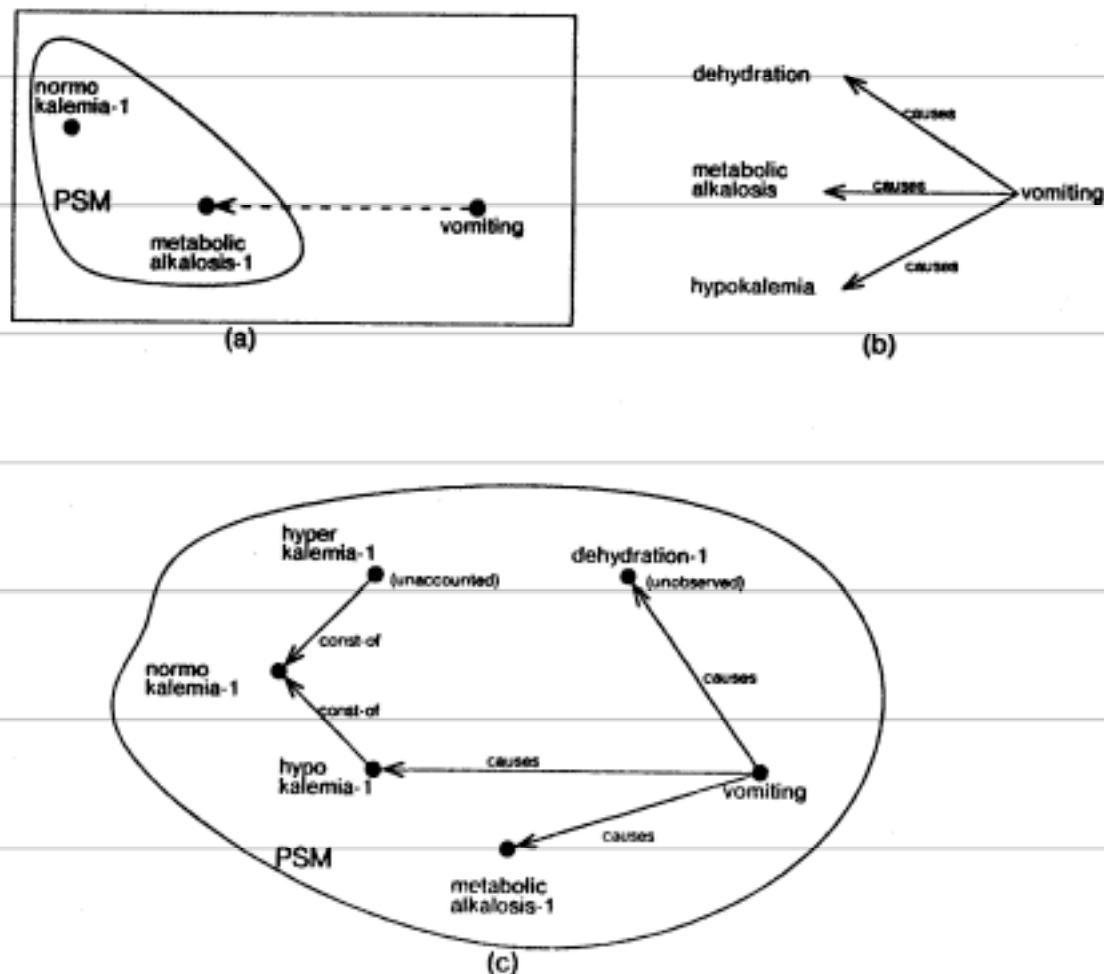 normo
kalemia-1
PSM
metabolic
alkalosis-1
vomiting
(a)
dehydration
causes
metabolic
alkalosis
causes
vomiting
causes
hypokalemia
(b)
hyper
kalemia-1
(unaccounted)
dehydration-1
(unobserved)
const-of
normo
kalemia-1
causes
const-of
hypo
kalemia-1
causes
vomiting
causes
PSM
metabolic
alkalosis-1
(c)